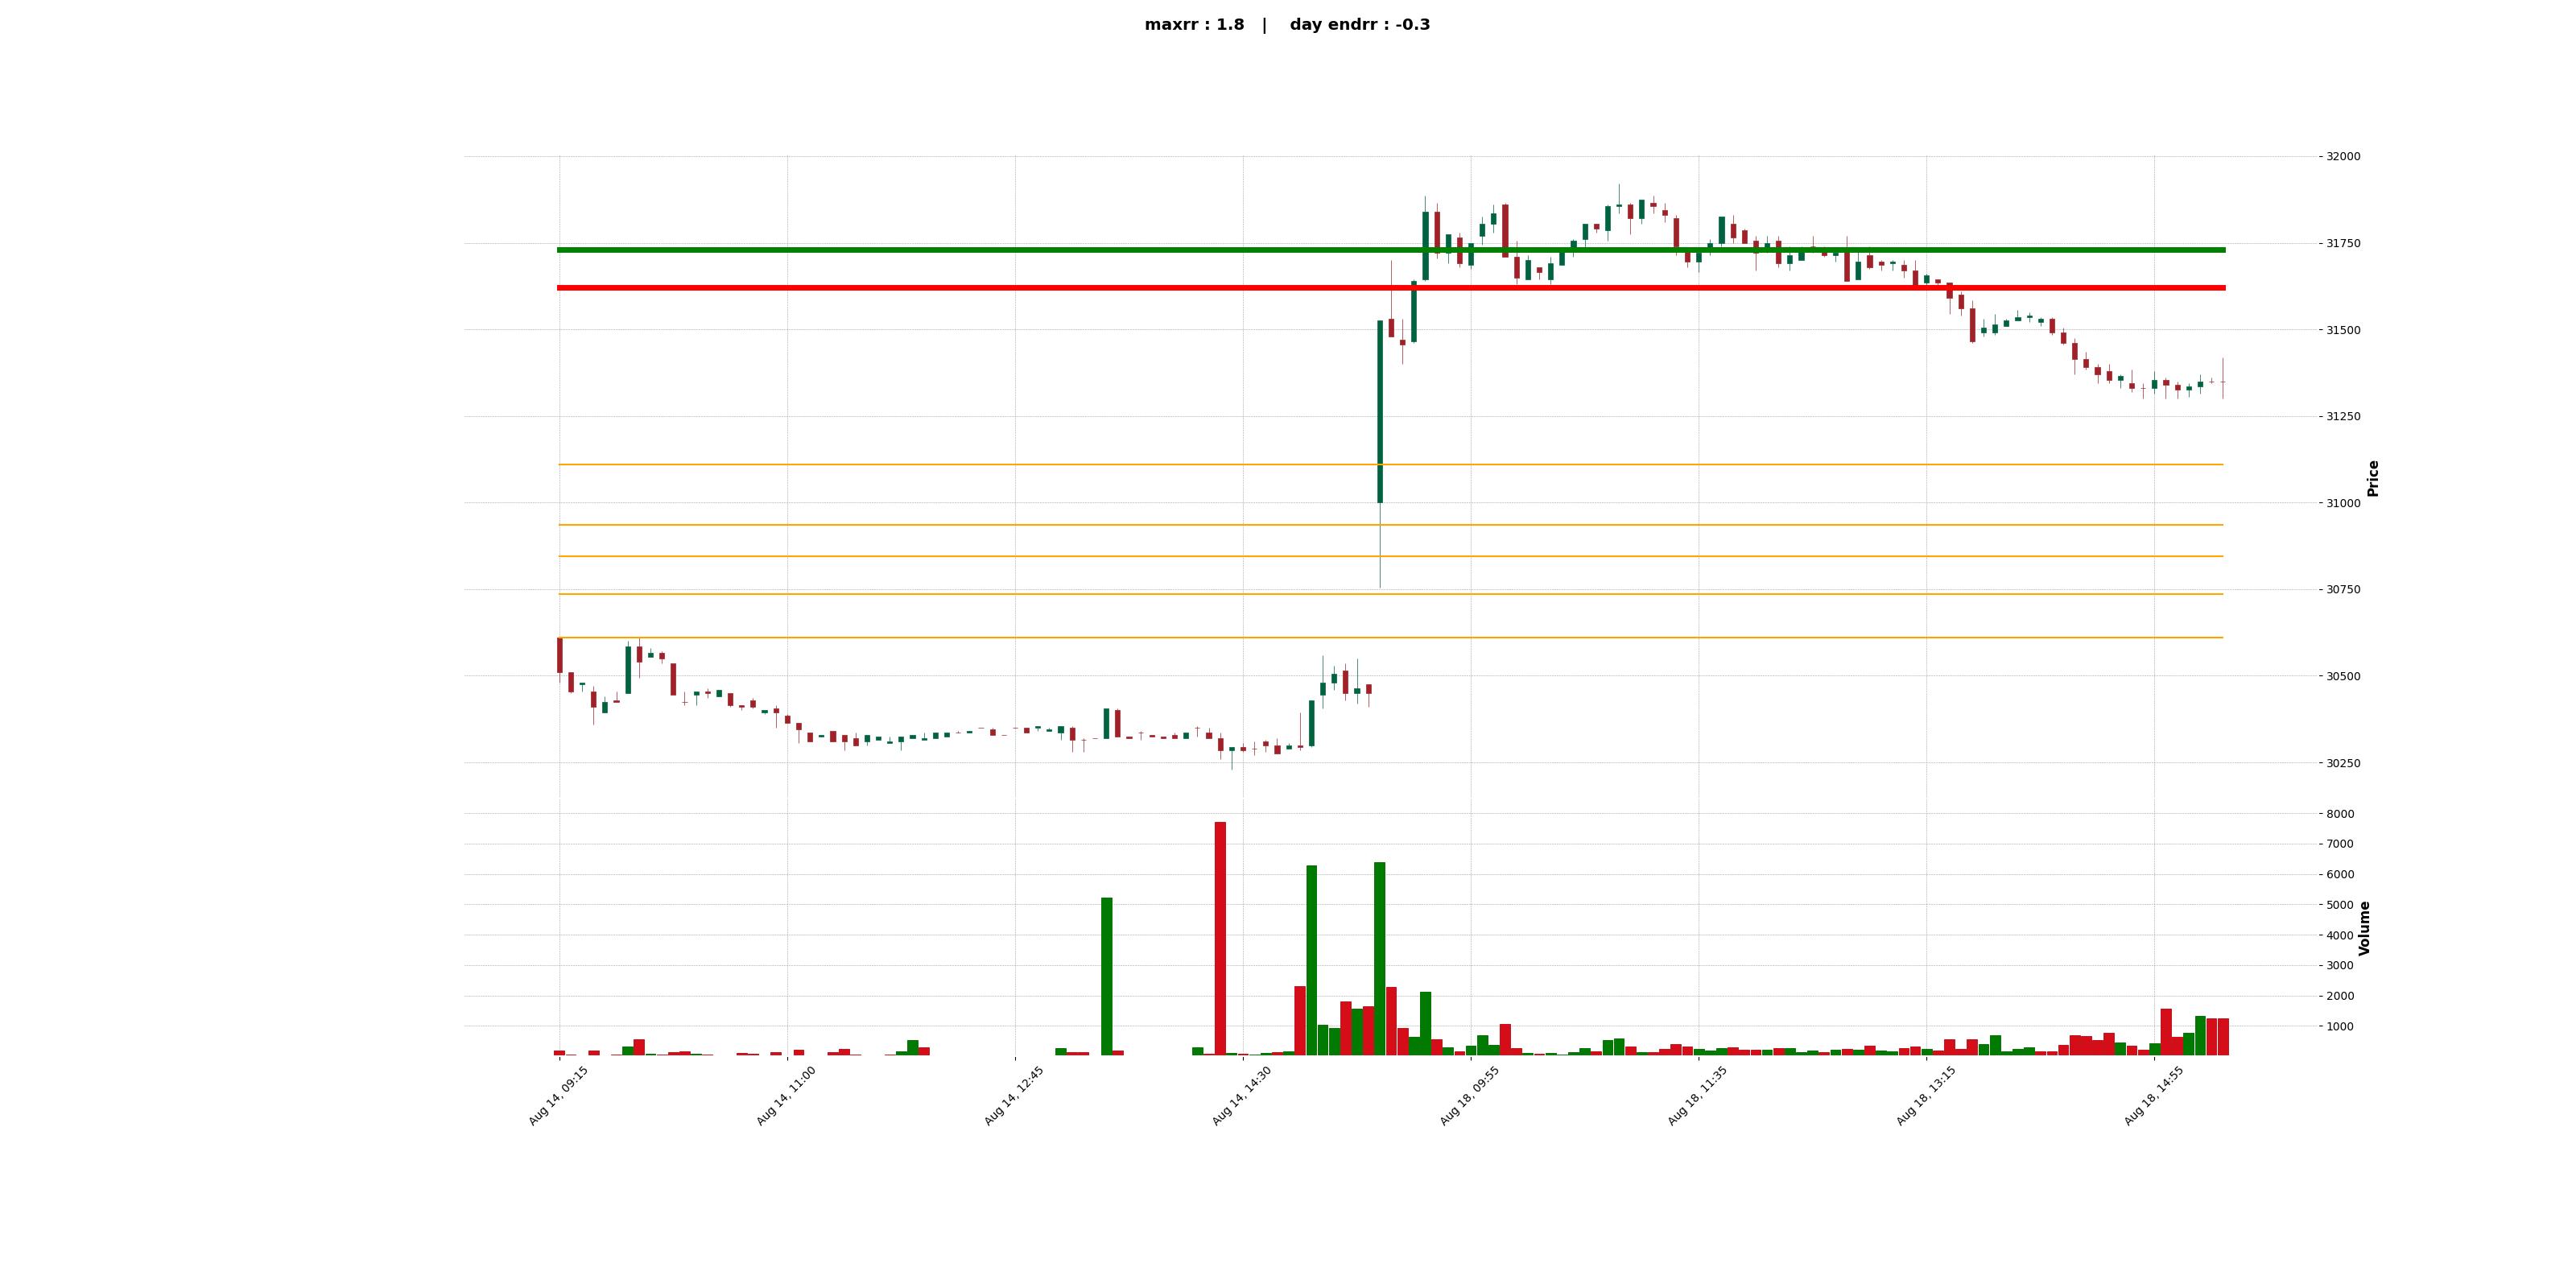 maxrr : 1.8 | day endrr : -0.3
32000
31750
31500
31250
31000
30750
30500
30250
Price
8000
7000
6000
5000
4000
3000
2000
1000
Volume
Aug 14, 09:15
Aug 14, 11:00
Aug 14, 12:45
Aug 14, 14:30
Aug 18, 09:55
Aug 18, 11:35
Aug 18, 13:15
Aug 18, 14:55